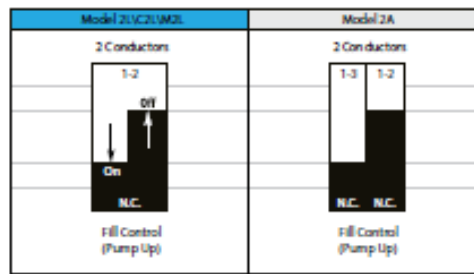 Model 2L\C2L\M2L
2 Conductors
1-2
Off
On
N.C.
Fill Control
(Pump Up)
Model 2A
2 Conductors
1-3 1-2
N.C. N.C.
Fill Control
(Pump Up)